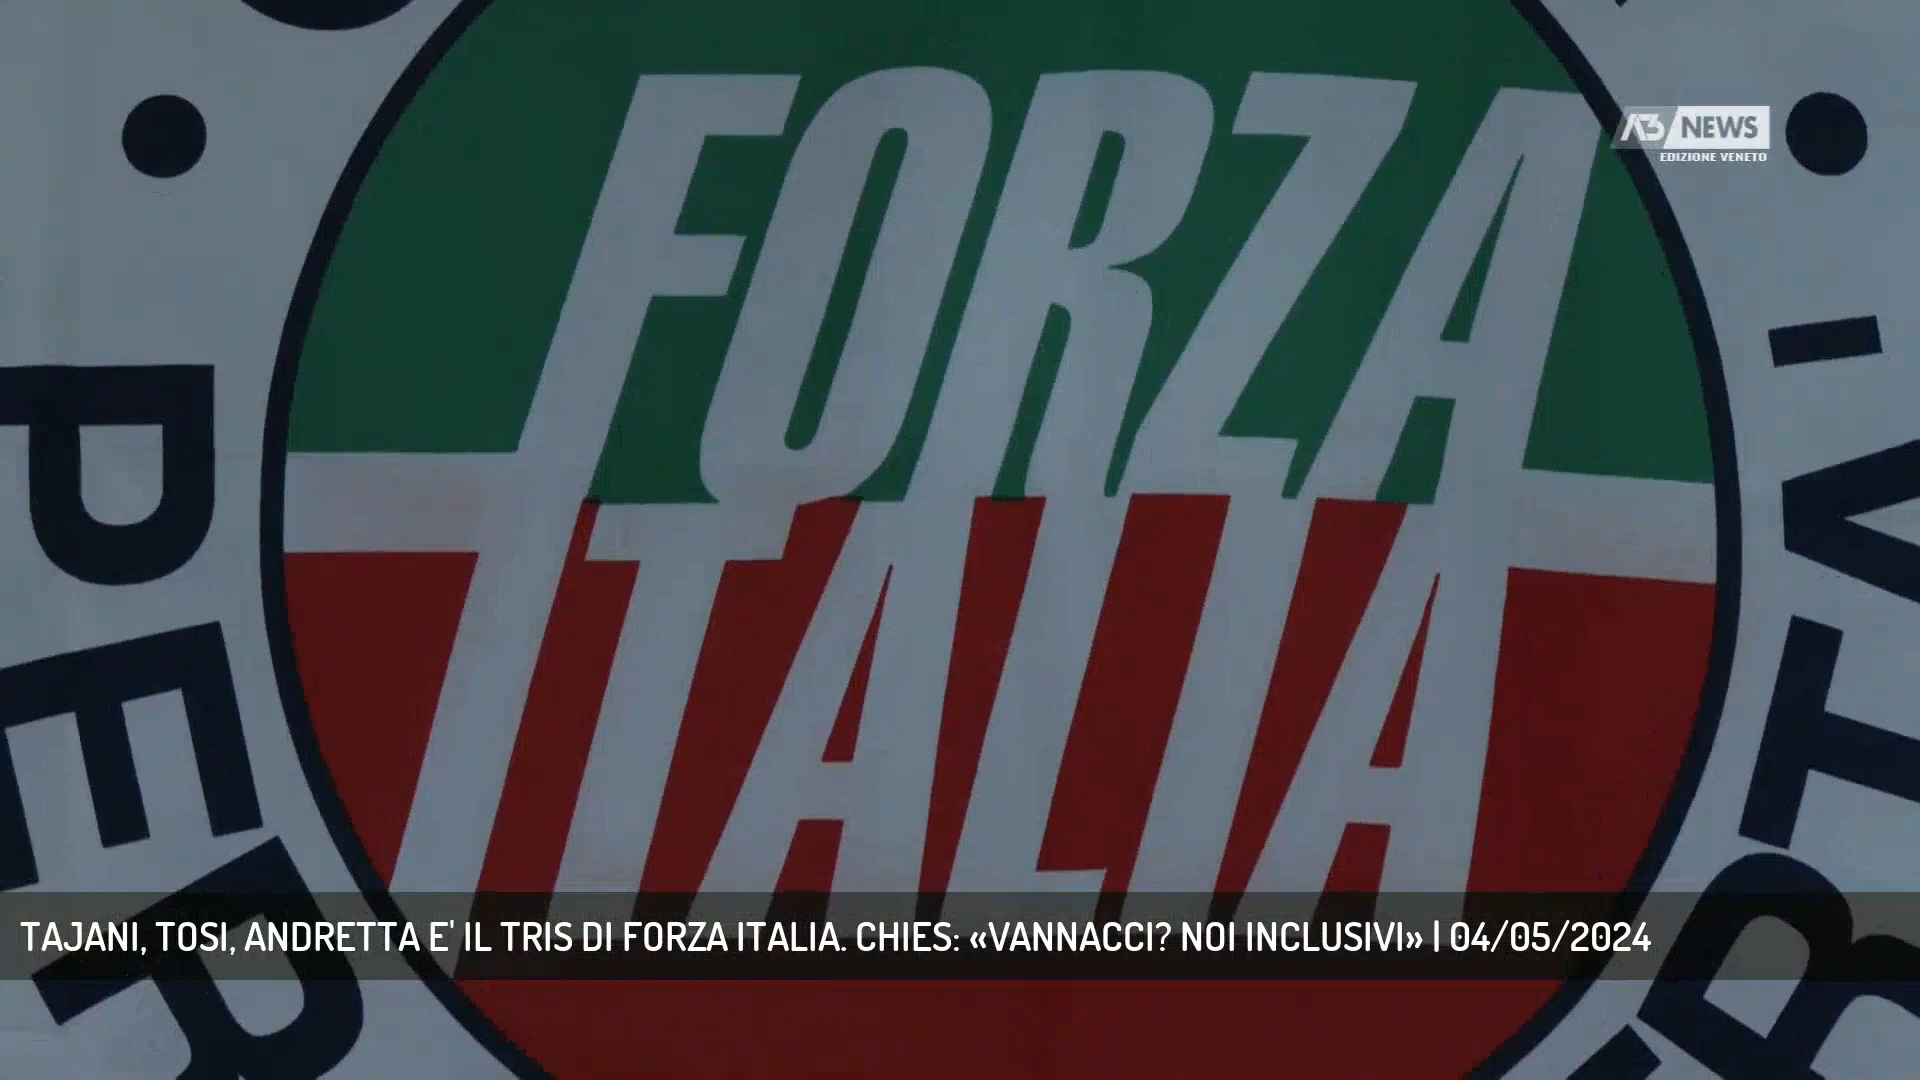 FORZA
ITALIA
A3 NEWS
EDIZIONE VENETO
PER
TAJANI, TOSI, ANDRETTA E' IL TRIS DI FORZA ITALIA. CHIES: «VANNACCI? NOI INCLUSIVI» | 04/05/2024